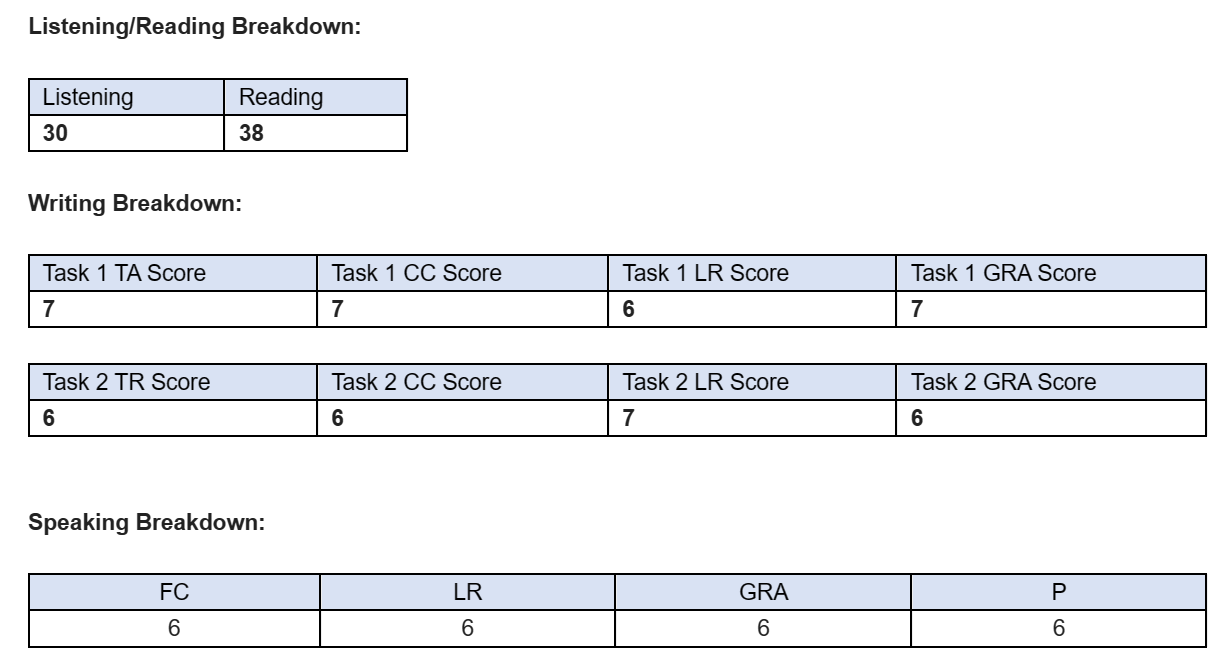 Listening/Reading Breakdown:
Listening Reading
30 38
Writing Breakdown:
Task 1 TA Score Task 1 CC Score Task 1 LR Score Task 1 GRA Score
7 7 6 7
Task 2 TR Score Task 2 CC Score Task 2 LR Score Task 2 GRA Score
6 6 7 6
Speaking Breakdown:
FC LR GRA P
6 6 6 6